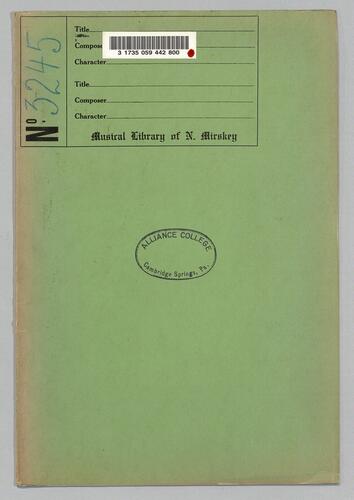 No. 3245
Title
Composer
3 1735 059 442 800
Character
Title
Composer
Character
Musical Library of N. Mirskey
ALLIANCE COLLEGE
Cambridge Springs, Pa.